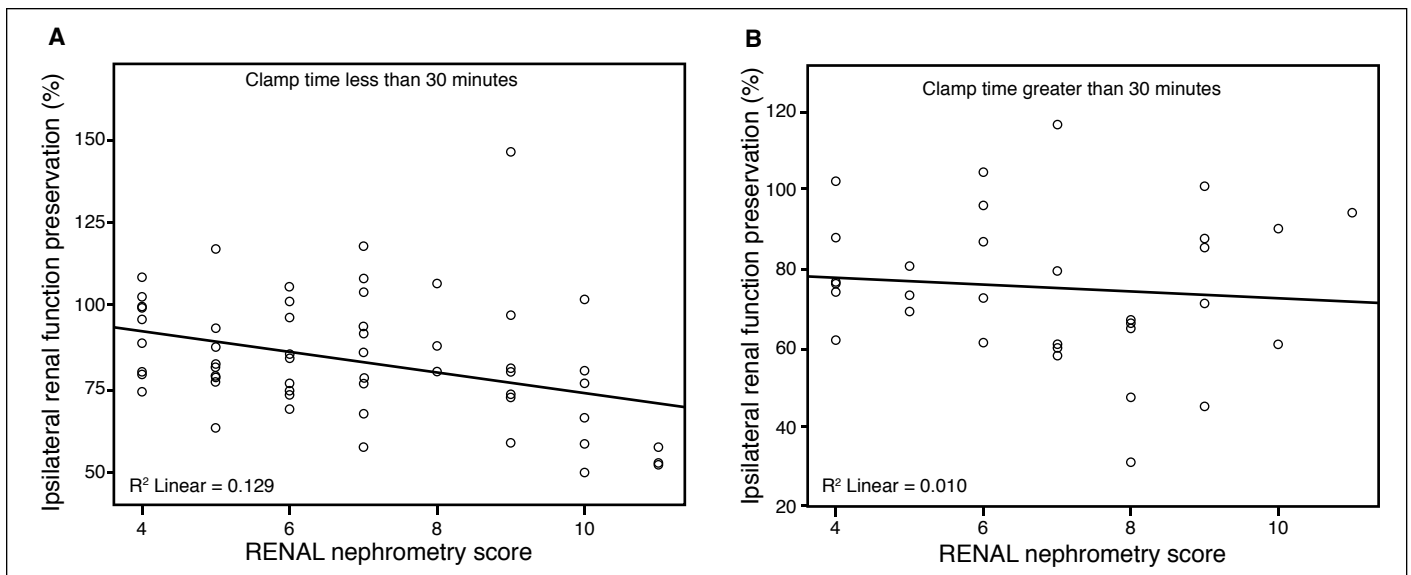 A
Clamp time less than 30 minutes
Ipsilateral renal function preservation (%)
150
125
100
75
50
R² Linear = 0.129
4 6 8 10
RENAL nephrometry score
B
Clamp time greater than 30 minutes
Ipsilateral renal function preservation (%)
120
100
80
60
40
20
R² Linear = 0.010
4 6 8 10
RENAL nephrometry score